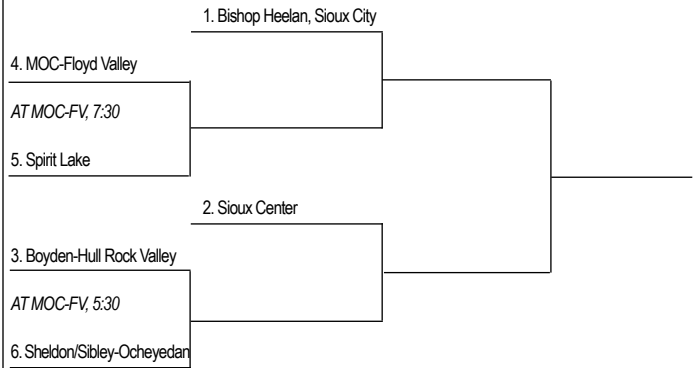 1. Bishop Heelan, Sioux City
4. MOC-Floyd Valley
AT MOC-FV, 7:30
5. Spirit Lake
2. Sioux Center
3. Boyden-Hull Rock Valley
AT MOC-FV, 5:30
6. Sheldon/Sibley-Ocheyedan